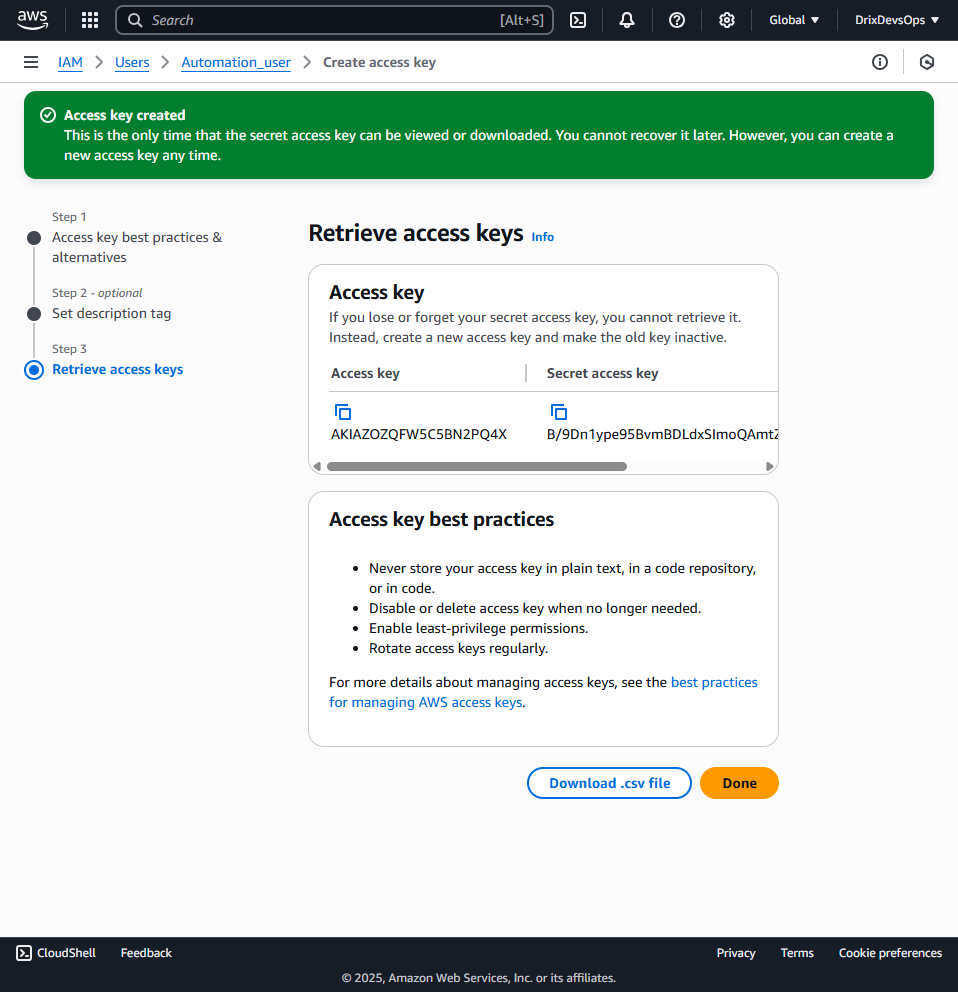 aws
Search [Alt+S] Global DrixDevsOps
IAM Users Automation_user Create access key
Access key created
This is the only time that the secret access key can be viewed or downloaded. You cannot recover it later. However, you can create a
new access key any time.
Step 1
Access key best practices &
alternatives
Step 2 - optional
Set description tag
Step 3
Retrieve access keys
Retrieve access keys Info
Access key
If you lose or forget your secret access key, you cannot retrieve it.
Instead, create a new access key and make the old key inactive.
Access key Secret access key
AKIAZOZQFW5C5BN2PQ4X B/9Dn1ype95BvmBDLdxSImoQAmtZ
Access key best practices
• Never store your access key in plain text, in a code repository,
or in code.
• Disable or delete access key when no longer needed.
• Enable least-privilege permissions.
• Rotate access keys regularly.
For more details about managing access keys, see the best practices
for managing AWS access keys.
Download .csv file Done
CloudShell Feedback Privacy Terms Cookie preferences
© 2025, Amazon Web Services, Inc. or its affiliates.